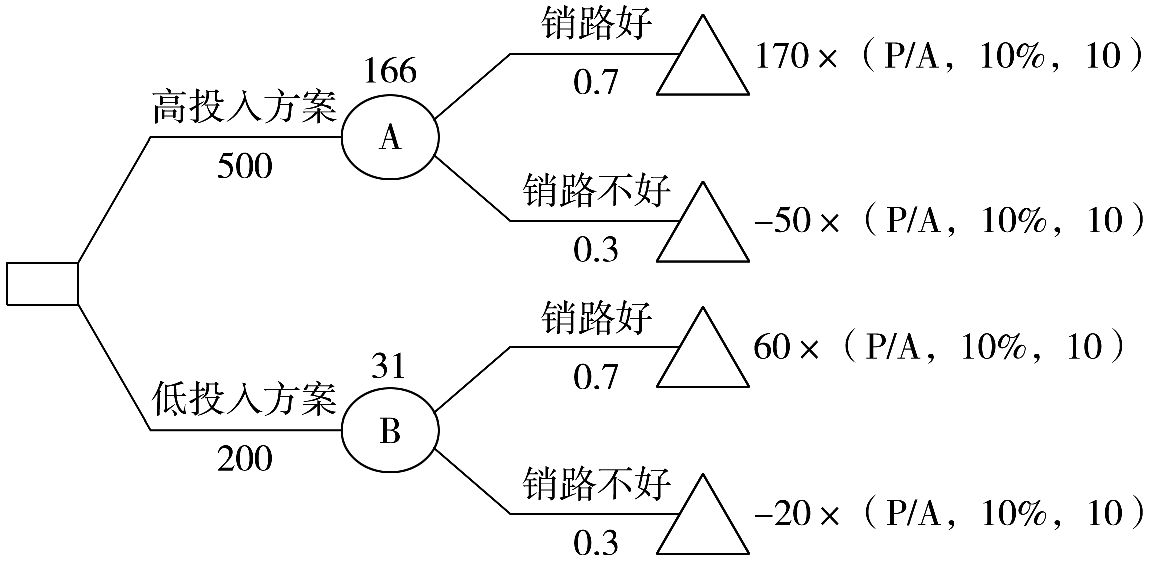 销路好
170×（P/A，10%，10）
0.7
166
高投入方案
A
500
销路不好
-50×（P/A，10%，10）
0.3
销路好
60×（P/A，10%，10）
0.7
31
低投入方案
B
200
销路不好
-20×（P/A，10%，10）
0.3